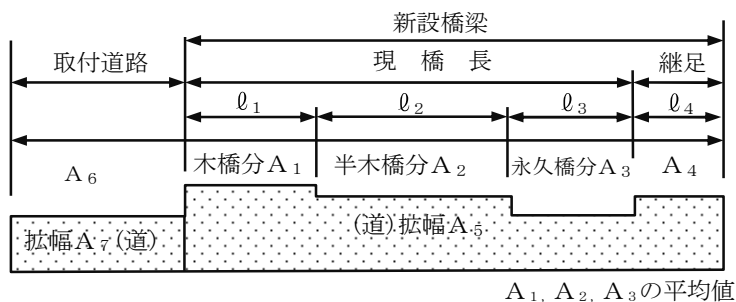 新設橋梁
取付道路 現橋長 継足
ℓ₁ ℓ₂ ℓ₃ ℓ₄
A₆ 木橋分A₁ 半木橋分A₂ 永久橋分A₃ A₄
拡幅A₇(道) (道)拡幅A₅
A₁, A₂, A₃の平均値